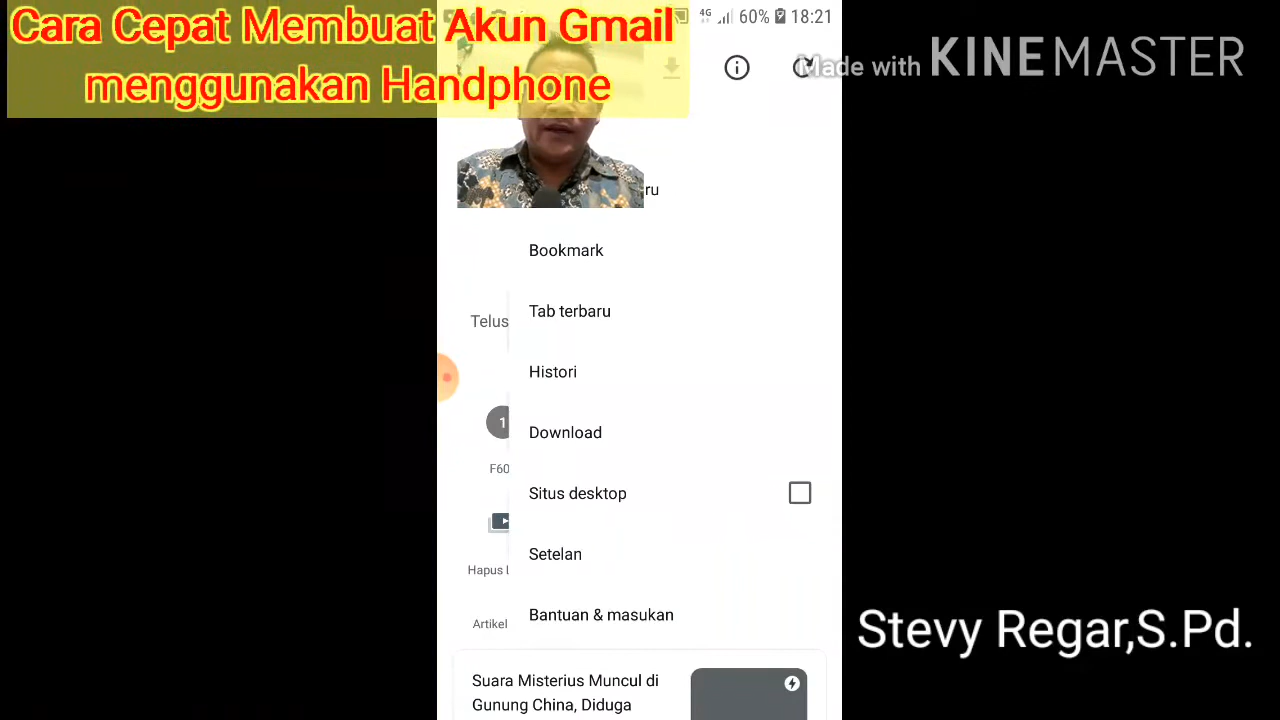 Cara Cepat Membuat Akun Gmail
menggunakan Handphone
4G 60% 18:21
Made with KINEMASTER
ru
Bookmark
Tab terbaru
Telus
Histori
1
Download
F60
Situs desktop
Setelan
Hapus
Bantuan & masukan
Artikel
Stevy Regar,S.Pd.
Suara Misterius Muncul di
Gunung China, Diduga